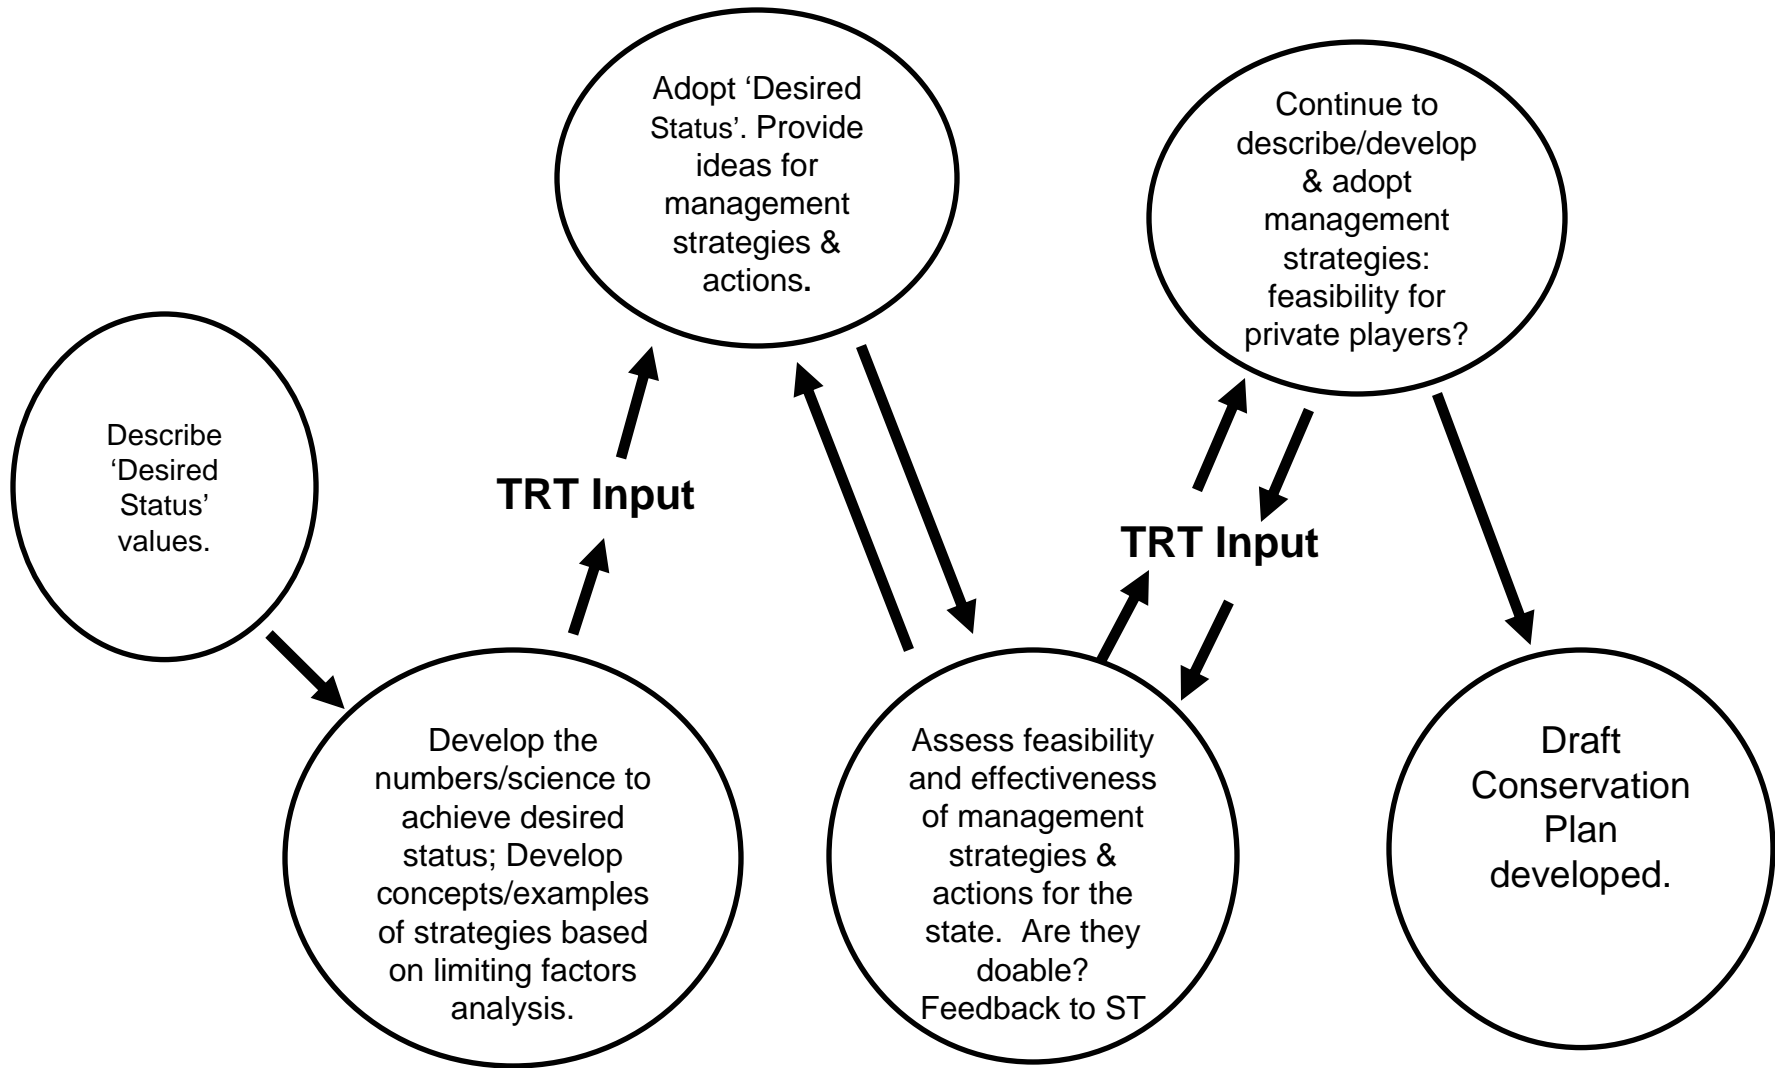 Adopt ‘Desired
Status’. Provide
ideas for
management
strategies &
actions.
Continue to
describe/develop
& adopt
management
strategies:
feasibility for
private players?
Describe
‘Desired
Status’
values.
TRT Input
TRT Input
Develop the
numbers/science to
achieve desired
status; Develop
concepts/examples
of strategies based
on limiting factors
analysis.
Assess feasibility
and effectiveness
of management
strategies &
actions for the
state.  Are they
doable?
Feedback to ST
Draft
Conservation
Plan
developed.